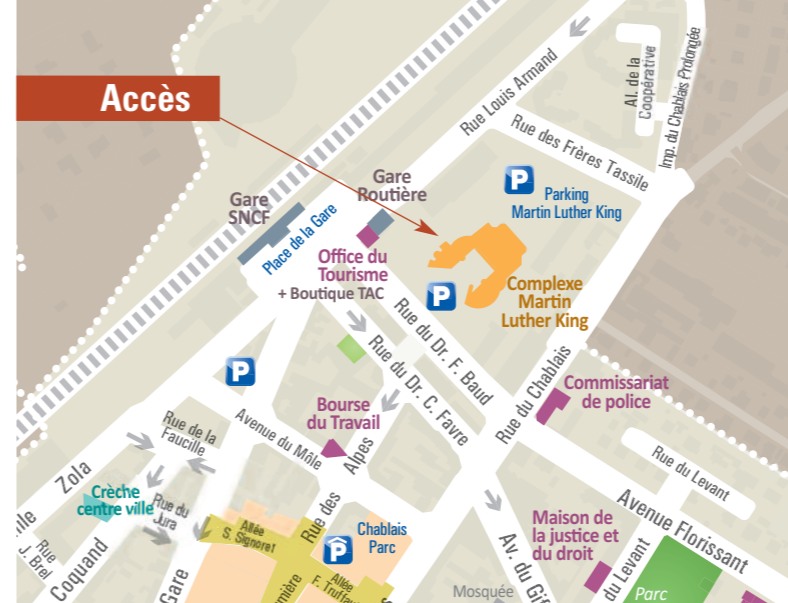 Accès
Rue Louis Armand
Al. de la
Coopérative
Imp. du Chablais Prolongée
Rue des Frères Tassile
P
Parking
Martin Luther King
Gare
SNCF
Gare
Routière
Place de la Gare
Office du
Tourisme
+ Boutique TAC
P
Complexe
Martin
Luther King
Rue du Dr. F. Baud
Rue du Dr. C. Favre
Rue du Chablais
P
Commissariat
de police
Bourse
du Travail
Rue de la
Faucille
Avenue du Môle
Rue des Alpes
Zola
Crèche
centre ville
Rue du
Jura
Rue
J. Brel
Coquand
Gare
Allée
S. Signoret
P
Chablais
Parc
Allée
F. Truffau
Rue du Levant
Avenue Florissant
Maison de
la justice et
du droit
du Levant
Av. du Gif
Mosquée
Parc